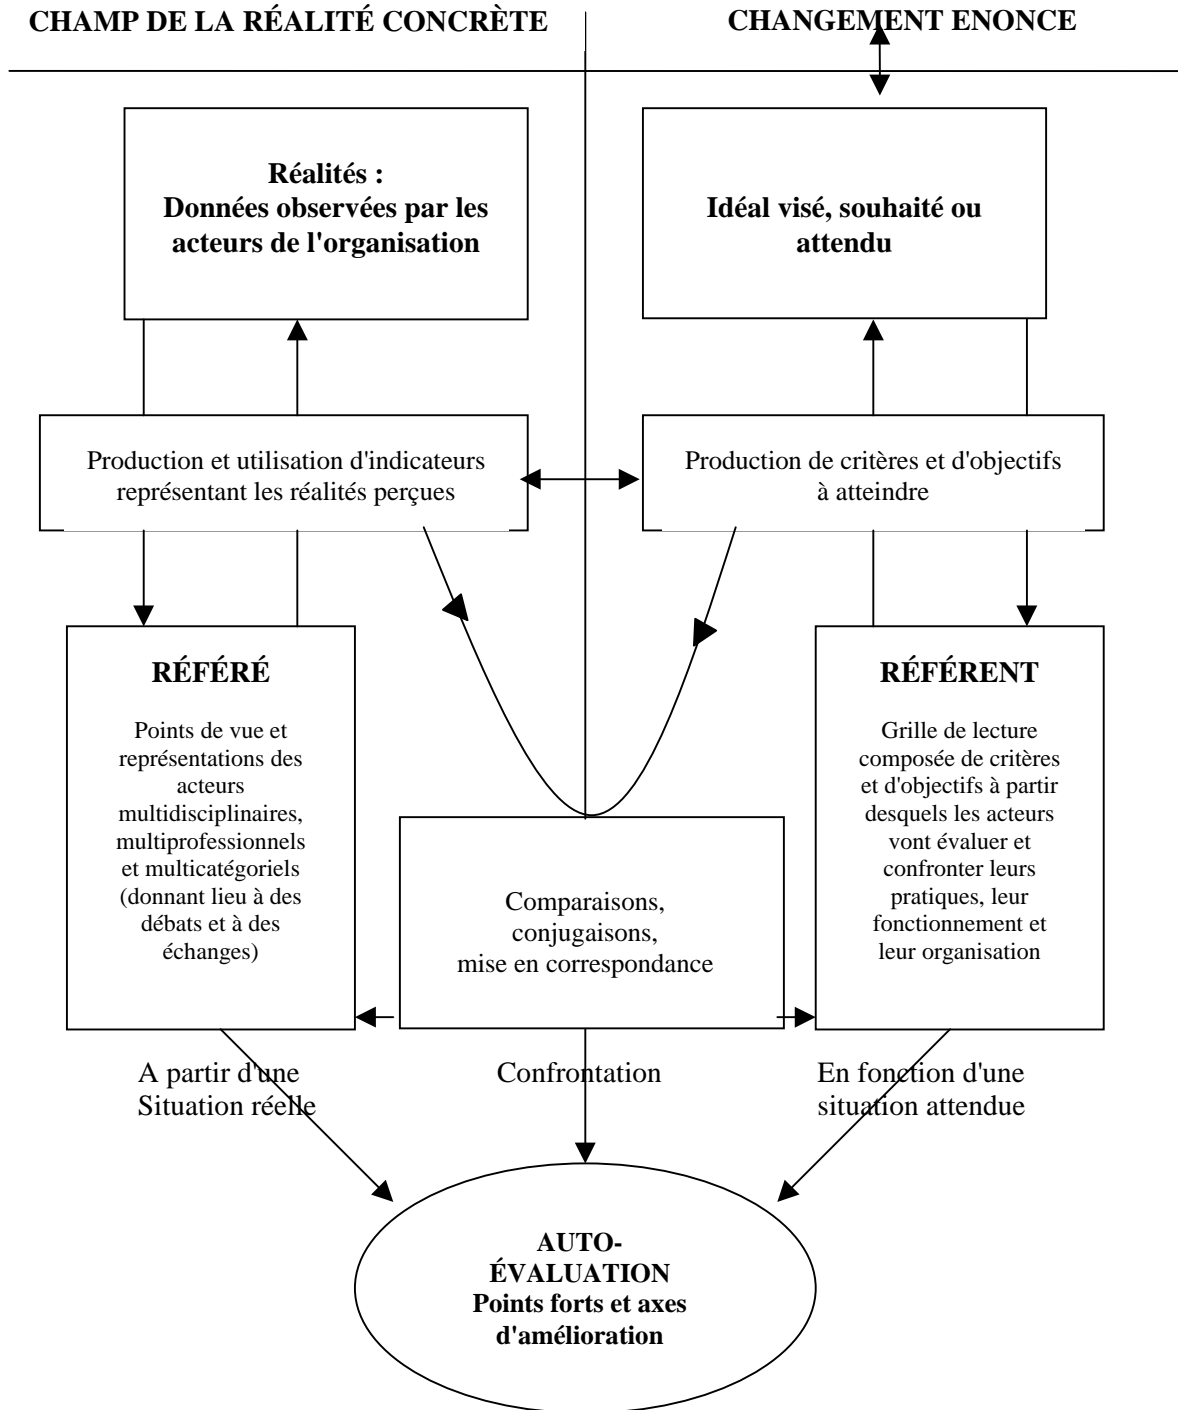 CHAMP DE LA RÉALITÉ CONCRÈTE
CHANGEMENT ENONCE
Réalités :
Données observées par les
acteurs de l'organisation
Idéal visé, souhaité ou
attendu
Production et utilisation d'indicateurs
représentant les réalités perçues
Production de critères et d'objectifs
à atteindre
RÉFÉRÉ
Points de vue et
représentations des
acteurs
multidisciplinaires,
multiprofessionnels
et multicatégoriels
(donnant lieu à des
débats et à des
échanges)
RÉFÉRENT
Grille de lecture
composée de critères
et d'objectifs à partir
desquels les acteurs
vont évaluer et
confronter leurs
pratiques, leur
fonctionnement et
leur organisation
Comparaisons,
conjugaisons,
mise en correspondance
A partir d'une
Situation réelle
Confrontation
En fonction d'une
situation attendue
AUTO-
ÉVALUATION
Points forts et axes
d'amélioration